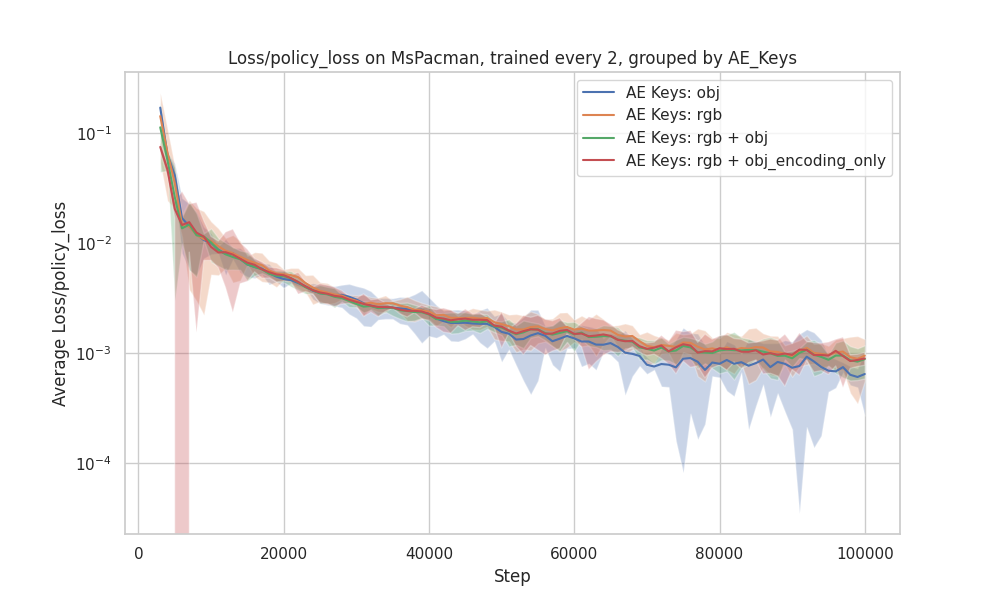 Loss/policy_loss on MsPacman, trained every 2, grouped by AE_Keys
AE Keys: obj
AE Keys: rgb
AE Keys: rgb + obj
AE Keys: rgb + obj_encoding_only
Average Loss/policy_loss
10⁻¹
10⁻²
10⁻³
10⁻⁴
0 20000 40000 60000 80000 100000
Step